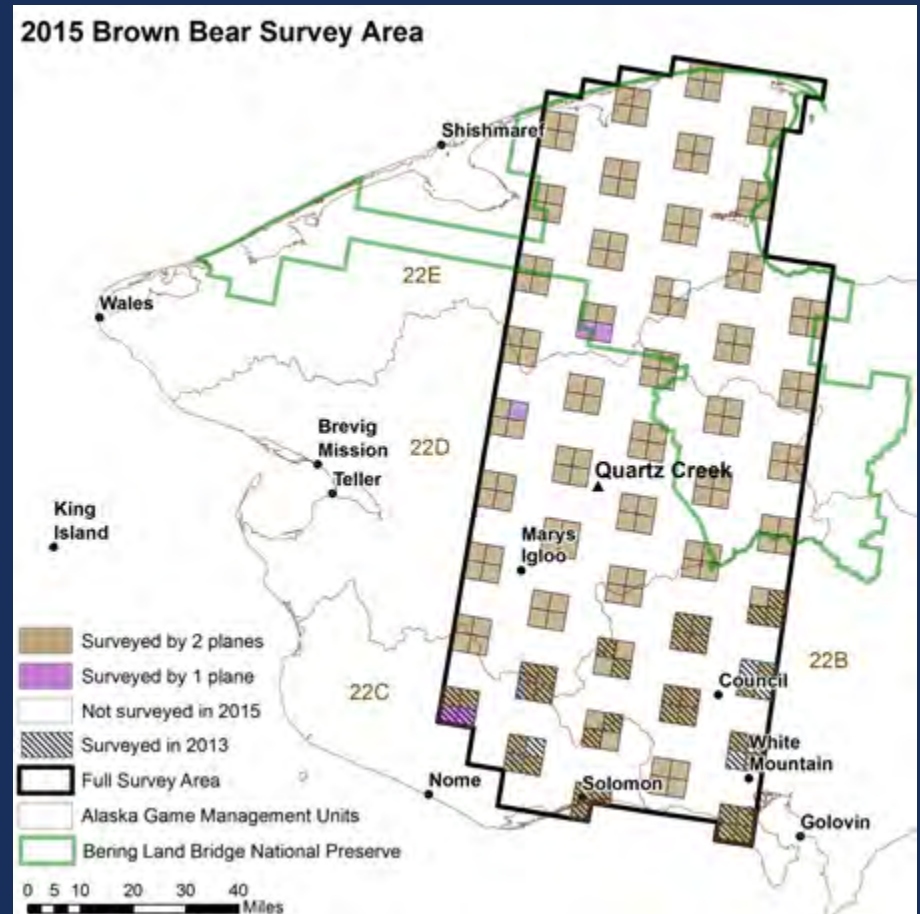 2015 Brown Bear Survey Area
Shishmaref
22E
Wales
Brevig
Mission
22D
Teller
Quartz Creek
King
Island
Marys
Igloo
Surveyed by 2 planes
Surveyed by 1 plane
22B
22C
Council
Not surveyed in 2015
Surveyed in 2013
White
Mountain
Full Survey Area
Nome
Solomon
Alaska Game Management Units
Golovin
Bering Land Bridge National Preserve
0 5 10 20 30 40
Miles